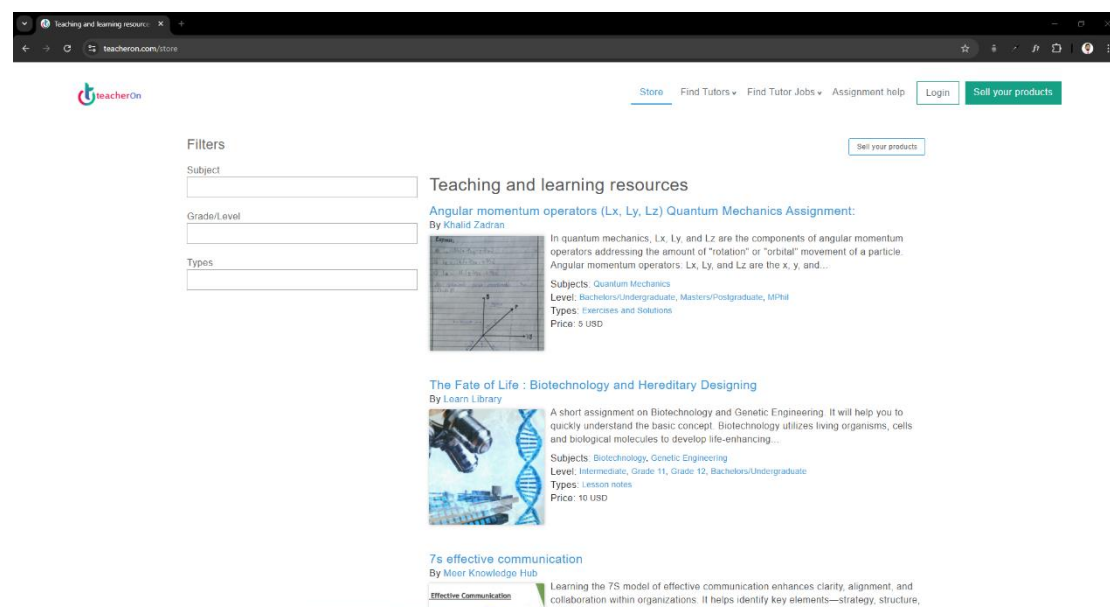 Teaching and learning resource
teacheron.com/store
teacherOn
Store Find Tutors Find Tutor Jobs Assignment help Login Sell your products
Filters
Sell your products
Subject
Grade/Level
Types
Teaching and learning resources
Angular momentum operators (Lx, Ly, Lz) Quantum Mechanics Assignment:
By Khalid Zadran
In quantum mechanics, Lx, Ly, and Lz are the components of angular momentum
operators addressing the amount of "rotation" or "orbital" movement of a particle.
Angular momentum operators: Lx, Ly, and Lz are the x, y, and...
Subjects: Quantum Mechanics
Level: Bachelors/Undergraduate, Masters/Postgraduate, MPhil
Types: Exercises and Solutions
Price: 5 USD
The Fate of Life : Biotechnology and Hereditary Designing
By Learn Library
A short assignment on Biotechnology and Genetic Engineering. It will help you to
quickly understand the basic concept. Biotechnology utilizes living organisms, cells
and biological molecules to develop life-enhancing...
Subjects: Biotechnology, Genetic Engineering
Level: Intermediate, Grade 11, Grade 12, Bachelors/Undergraduate
Types: Lesson notes
Price: 10 USD
7s effective communication
By Meer Knowledge Hub
Effective Communication
Learning the 7S model of effective communication enhances clarity, alignment, and
collaboration within organizations. It helps identify key elements—strategy, structure,